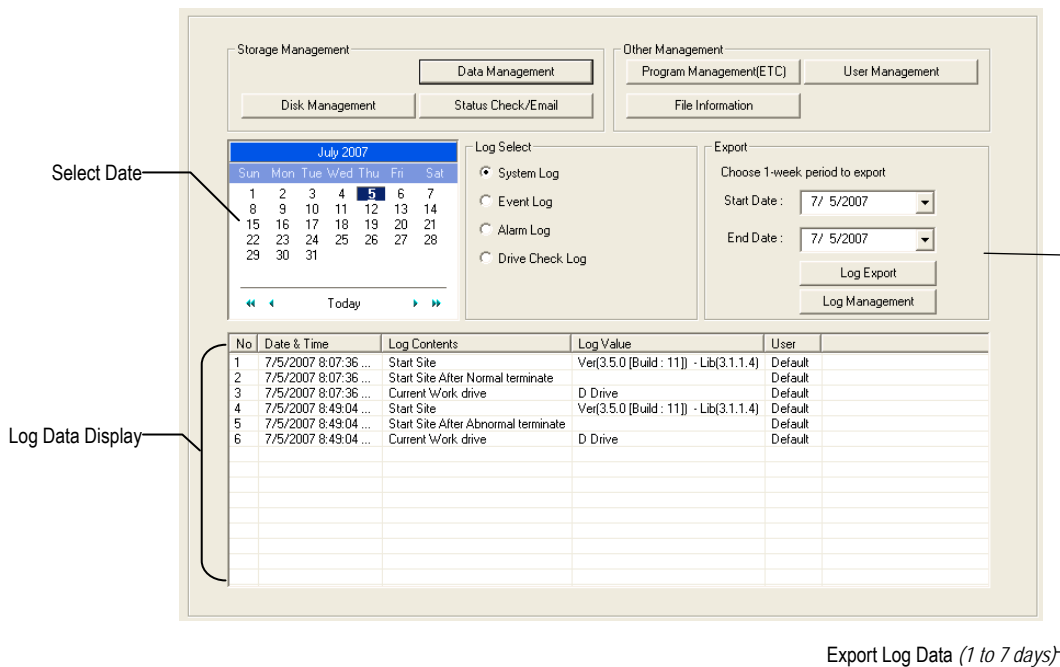 Storage Management
Data Management
Disk Management
Status Check/Email
Other Management
Program Management(ETC)
User Management
File Information
Select Date
July 2007
Sun Mon Tue Wed Thu Fri Sat
1 2 3 4 5 6 7
8 9 10 11 12 13 14
15 16 17 18 19 20 21
22 23 24 25 26 27 28
29 30 31
Today
Log Select
System Log
Event Log
Alarm Log
Drive Check Log
Export
Choose 1-week period to export
Start Date : 7/ 5/2007
End Date : 7/ 5/2007
Log Export
Log Management
Log Data Display
No Date & Time Log Contents Log Value User
1 7/5/2007 8:07:36 ... Start Site Ver(3.5.0 [Build : 11]) - Lib(3.1.1.4) Default
2 7/5/2007 8:07:36 ... Start Site After Normal terminate Default
3 7/5/2007 8:07:36 ... Current Work drive D Drive Default
4 7/5/2007 8:49:04 ... Start Site Ver(3.5.0 [Build : 11]) - Lib(3.1.1.4) Default
5 7/5/2007 8:49:04 ... Start Site After Abnormal terminate Default
6 7/5/2007 8:49:04 ... Current Work drive D Drive Default
Export Log Data (1 to 7 days)